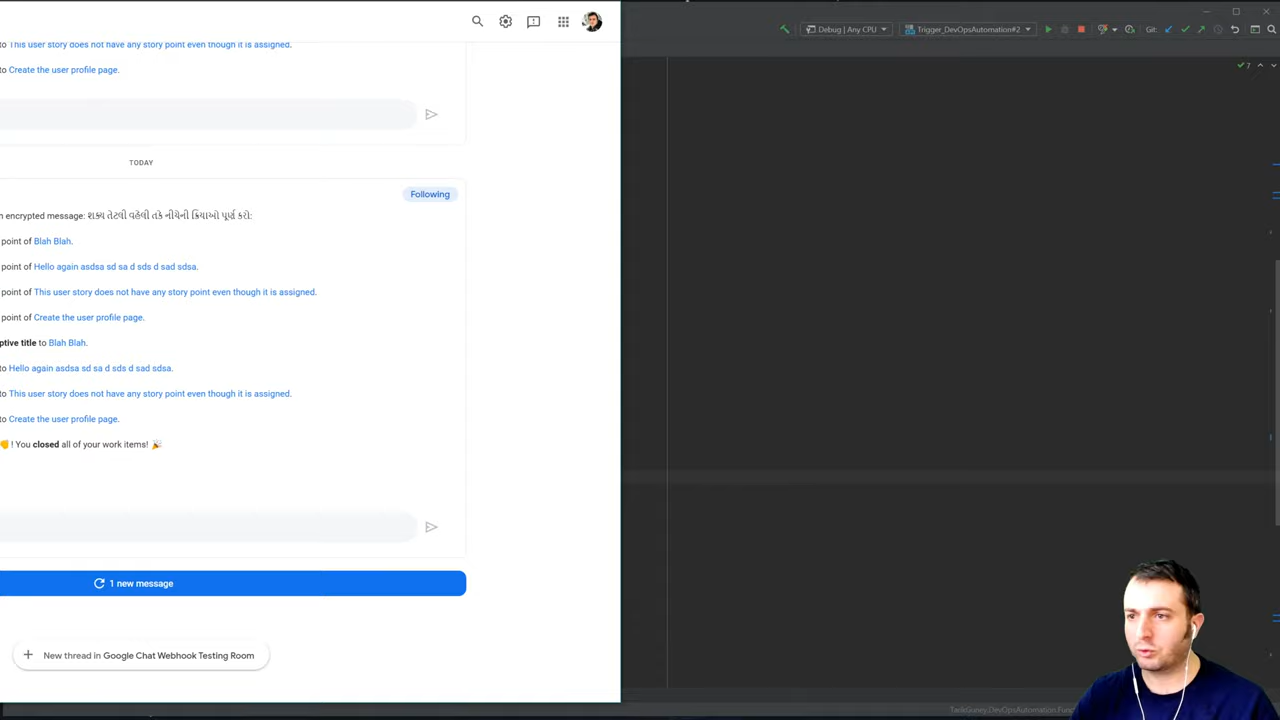 Debug | Any CPU
Trigger_DevOpsAutomation#2
Git:
This user story does not have any story point even though it is assigned.
7
to Create the user profile page.
TODAY
Following
n encrypted message: શક્ય તેટલી વહેલી તકે નીચેની ક્રિયાઓ પૂર્ણ કરો:
point of Blah Blah.
point of Hello again asdsa sd sa d sds d sad sdsa.
point of This user story does not have any story point even though it is assigned.
point of Create the user profile page.
ptive title to Blah Blah.
to Hello again asdsa sd sa d sds d sad sdsa.
to This user story does not have any story point even though it is assigned.
to Create the user profile page.
! You closed all of your work items!
1 new message
New thread in Google Chat Webhook Testing Room